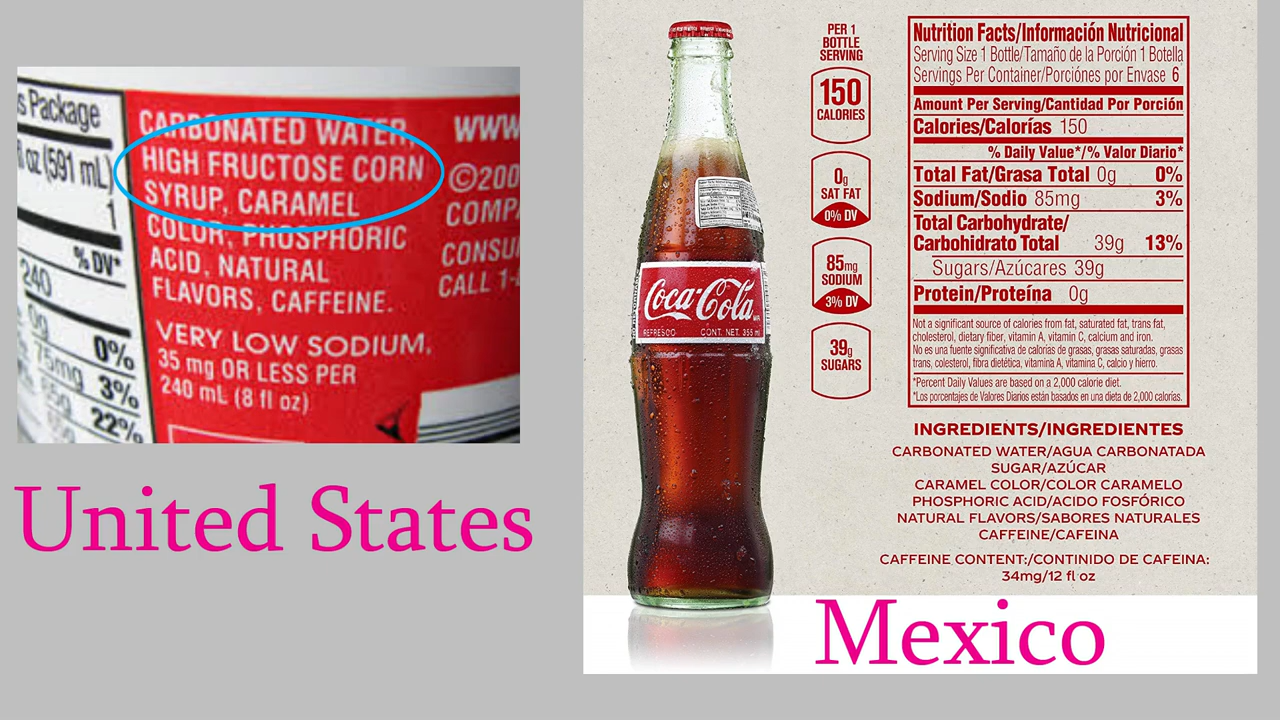 s Package
fl oz (591 mL)
1
% DV*
240
0g
0%
75mg 3%
65g 22%
CARBONATED WATER,
HIGH FRUCTOSE CORN
SYRUP, CARAMEL
COLOR, PHOSPHORIC
ACID, NATURAL
FLAVORS, CAFFEINE.
VERY LOW SODIUM,
35 mg OR LESS PER
240 mL (8 fl oz)
WWW
©200
COMPA
CONSU
CALL 1-
United States
Coca-Cola
REFRESCO CONT. NET. 355 ml
PER 1
BOTTLE
SERVING
150
CALORIES
0g
SAT FAT
0% DV
85mg
SODIUM
3% DV
39g
SUGARS
Nutrition Facts/Información Nutricional
Serving Size 1 Bottle/Tamaño de la Porción 1 Botella
Servings Per Container/Porciónes por Envase 6
Amount Per Serving/Cantidad Por Porción
Calories/Calorías 150
% Daily Value*/% Valor Diario*
Total Fat/Grasa Total 0g 0%
Sodium/Sodio 85mg 3%
Total Carbohydrate/
Carbohidrato Total 39g 13%
Sugars/Azúcares 39g
Protein/Proteína 0g
Not a significant source of calories from fat, saturated fat, trans fat,
cholesterol, dietary fiber, vitamin A, vitamin C, calcium and iron.
No es una fuente significativa de calorías de grasas, grasas saturadas, grasas
trans, colesterol, fibra dietética, vitamina A, vitamina C, calcio y hierro.
*Percent Daily Values are based on a 2,000 calorie diet.
*Los porcentajes de Valores Diarios están basados en una dieta de 2,000 calorías.
INGREDIENTS/INGREDIENTES
CARBONATED WATER/AGUA CARBONATADA
SUGAR/AZÚCAR
CARAMEL COLOR/COLOR CARAMELO
PHOSPHORIC ACID/ACIDO FOSFÓRICO
NATURAL FLAVORS/SABORES NATURALES
CAFFEINE/CAFEINA
CAFFEINE CONTENT:/CONTINIDO DE CAFEINA:
34mg/12 fl oz
Mexico